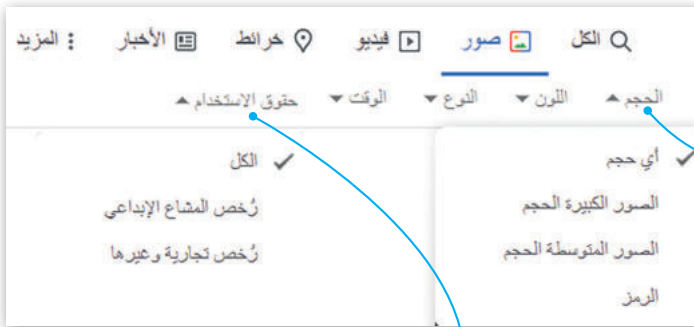 الكل صور فيديو خرائط الأخبار المزيد
الحجم اللون النوع الوقت حقوق الاستخدام
أي حجم
الصور الكبيرة الحجم
الصور المتوسطة الحجم
الرمز
الكل
رُخص المشاع الإبداعي
رُخص تجارية وغيرها